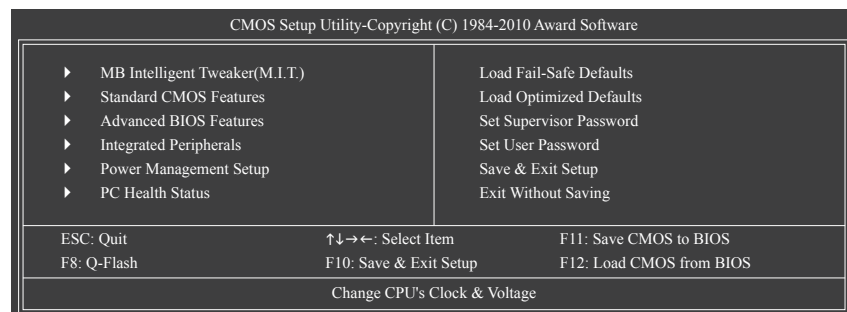 CMOS Setup Utility-Copyright (C) 1984-2010 Award Software
MB Intelligent Tweaker(M.I.T.)
Standard CMOS Features
Advanced BIOS Features
Integrated Peripherals
Power Management Setup
PC Health Status
Load Fail-Safe Defaults
Load Optimized Defaults
Set Supervisor Password
Set User Password
Save & Exit Setup
Exit Without Saving
ESC: Quit ↑↓→←: Select Item F11: Save CMOS to BIOS
F8: Q-Flash F10: Save & Exit Setup F12: Load CMOS from BIOS
Change CPU's Clock & Voltage